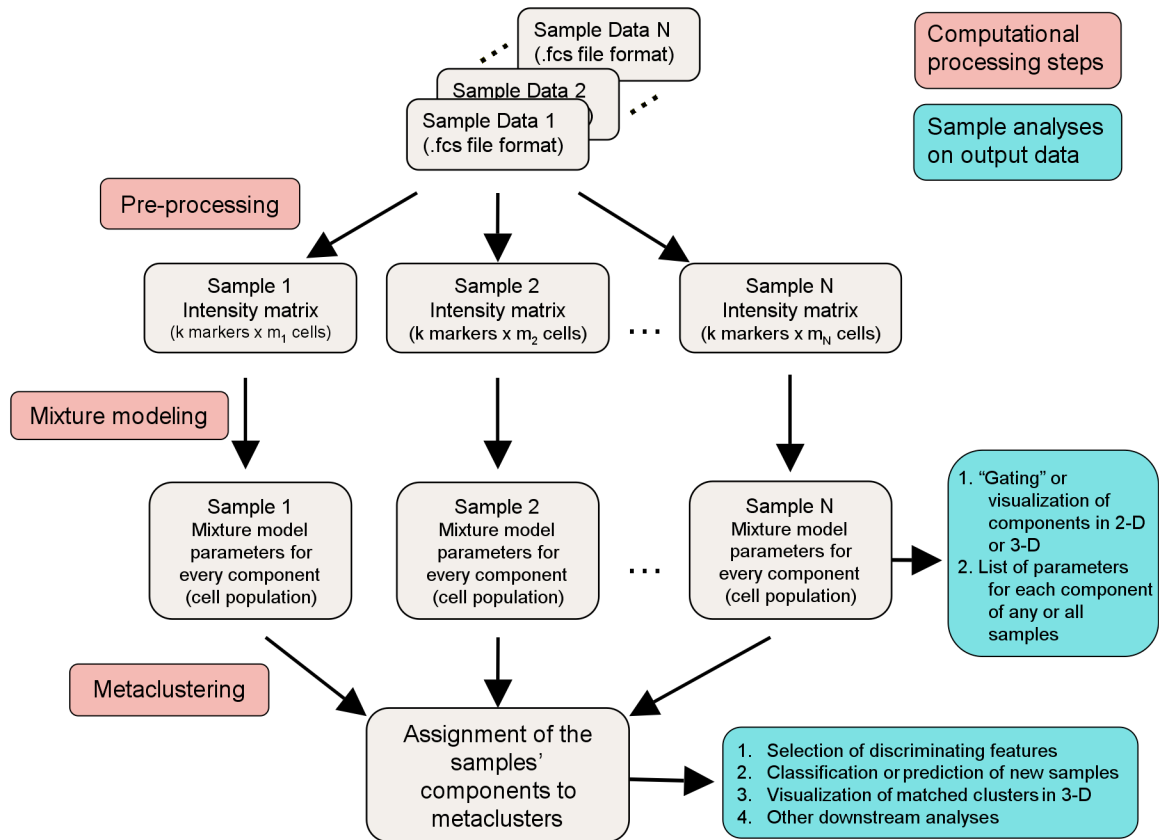 Sample Data N
(.fcs file format)
Sample Data 2
)
Sample Data 1
(.fcs file format)
Computational
processing steps
Sample analyses
on output data
Pre-processing
Sample 1
Intensity matrix
(k markers x m₁ cells)
Sample 2
Intensity matrix
(k markers x m₂ cells)
...
Sample N
Intensity matrix
(k markers x mN cells)
Mixture modeling
Sample 1
Mixture model
parameters for
every component
(cell population)
Sample 2
Mixture model
parameters for
every component
(cell population)
...
Sample N
Mixture model
parameters for
every component
(cell population)
1. “Gating” or
visualization of
components in 2-D
or 3-D
2. List of parameters
for each component
of any or all
samples
Metaclustering
Assignment of the
samples’
components to
metaclusters
1. Selection of discriminating features
2. Classification or prediction of new samples
3. Visualization of matched clusters in 3-D
4. Other downstream analyses